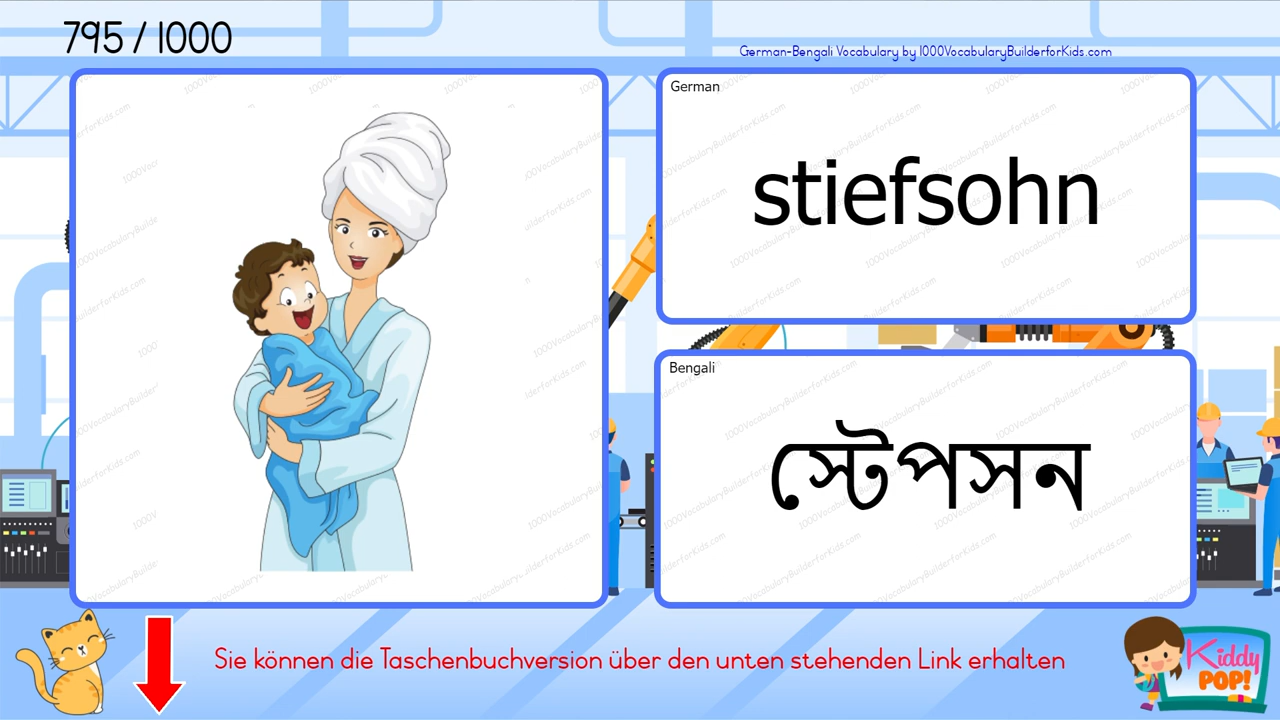 795 / 1000
German-Bengali Vocabulary by 1000VocabularyBuilderforKids.com
German
stiefsohn
Bengali
স্টেপসন
Sie können die Taschenbuchversion über den unten stehenden Link erhalten
Kiddy
POP!